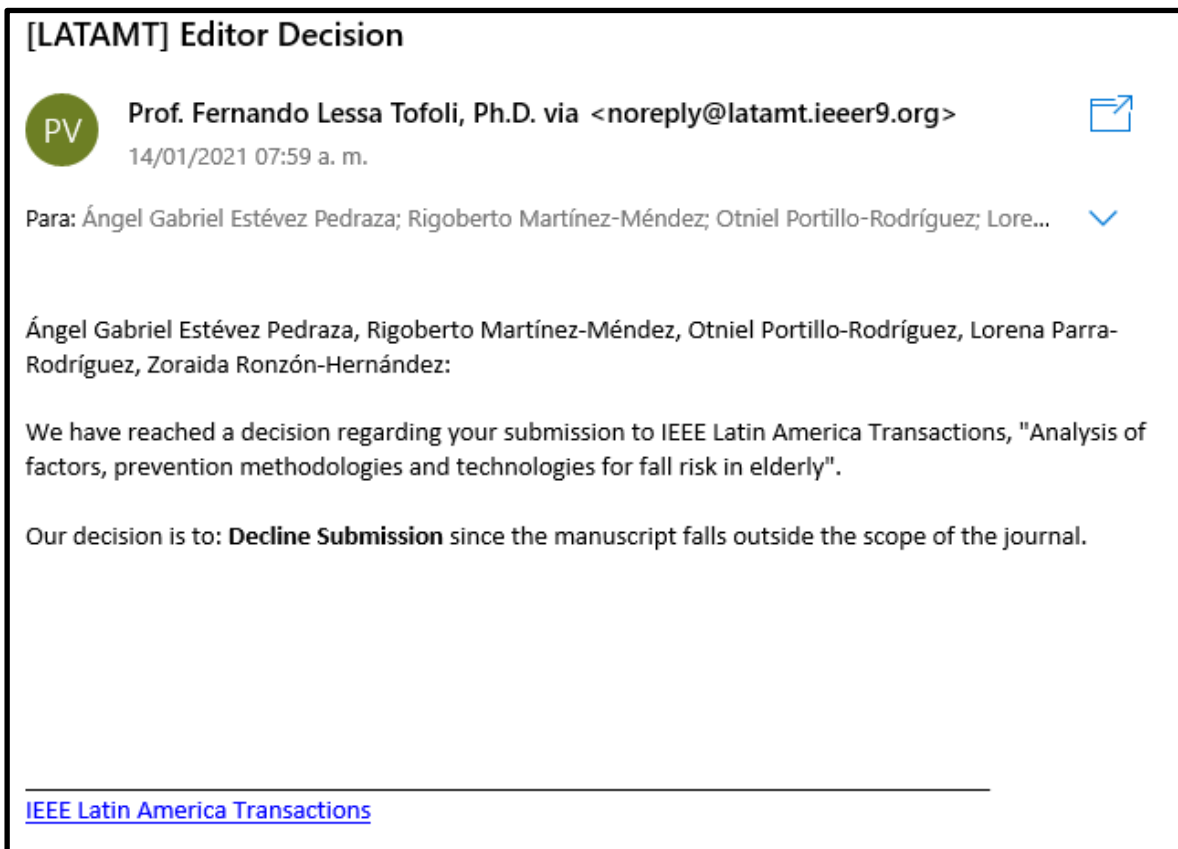 [LATAMT] Editor Decision
PV
Prof. Fernando Lessa Tofoli, Ph.D. via <noreply@latamt.ieeer9.org>
14/01/2021 07:59 a. m.
Para: Ángel Gabriel Estévez Pedraza; Rigoberto Martínez-Méndez; Otniel Portillo-Rodríguez; Lore...
Ángel Gabriel Estévez Pedraza, Rigoberto Martínez-Méndez, Otniel Portillo-Rodríguez, Lorena Parra-
Rodríguez, Zoraida Ronzón-Hernández:
We have reached a decision regarding your submission to IEEE Latin America Transactions, "Analysis of
factors, prevention methodologies and technologies for fall risk in elderly".
Our decision is to: Decline Submission since the manuscript falls outside the scope of the journal.
IEEE Latin America Transactions